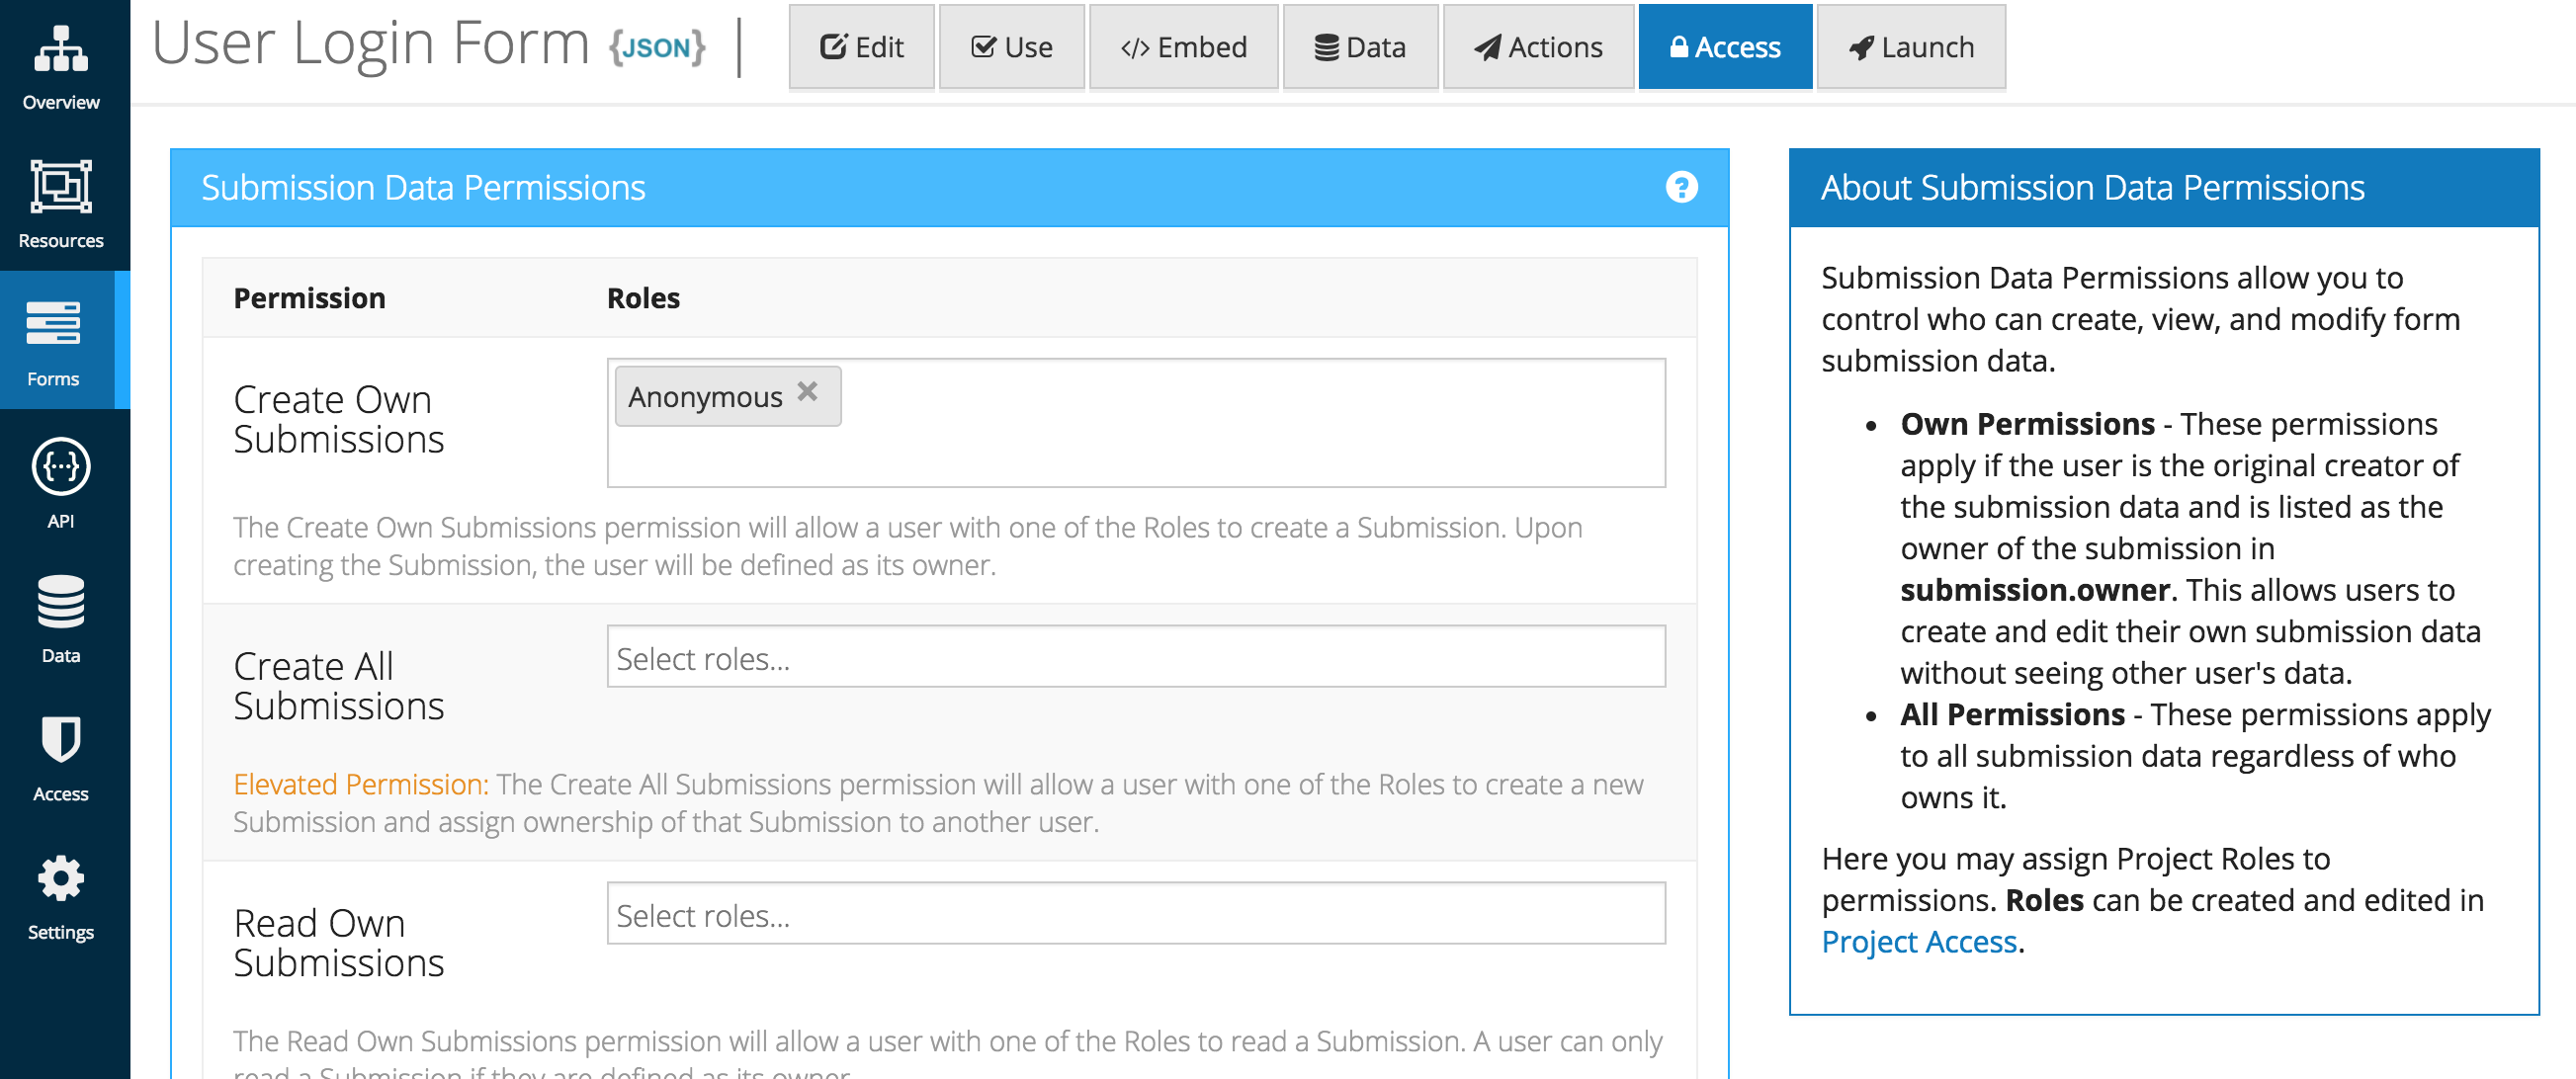 User Login Form {JSON}
Edit
Use
</> Embed
Data
Actions
Access
Launch
Overview
Resources
Forms
API
Data
Access
Settings
Submission Data Permissions ?
Permission Roles
Create Own
Submissions
Anonymous ×
The Create Own Submissions permission will allow a user with one of the Roles to create a Submission. Upon
creating the Submission, the user will be defined as its owner.
Create All
Submissions
Select roles...
Elevated Permission: The Create All Submissions permission will allow a user with one of the Roles to create a new
Submission and assign ownership of that Submission to another user.
Read Own
Submissions
Select roles...
The Read Own Submissions permission will allow a user with one of the Roles to read a Submission. A user can only
read a Submission if they are defined as its owner.
About Submission Data Permissions
Submission Data Permissions allow you to
control who can create, view, and modify form
submission data.
• Own Permissions - These permissions
apply if the user is the original creator of
the submission data and is listed as the
owner of the submission in
submission.owner. This allows users to
create and edit their own submission data
without seeing other user's data.
• All Permissions - These permissions apply
to all submission data regardless of who
owns it.
Here you may assign Project Roles to
permissions. Roles can be created and edited in
Project Access.